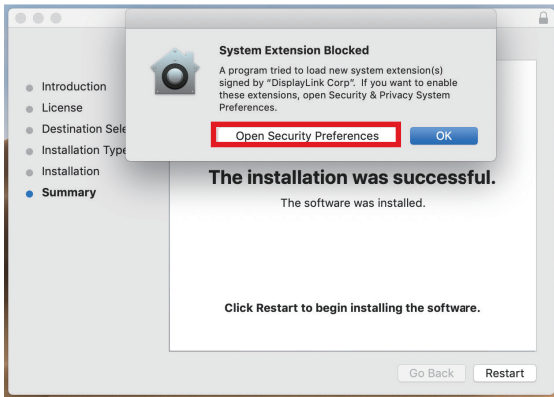 System Extension Blocked
A program tried to load new system extension(s)
signed by “DisplayLink Corp”. If you want to enable
these extensions, open Security & Privacy System
Preferences.
Open Security Preferences
OK
Introduction
License
Destination Sele
Installation Type
Installation
Summary
The installation was successful.
The software was installed.
Click Restart to begin installing the software.
Go Back
Restart